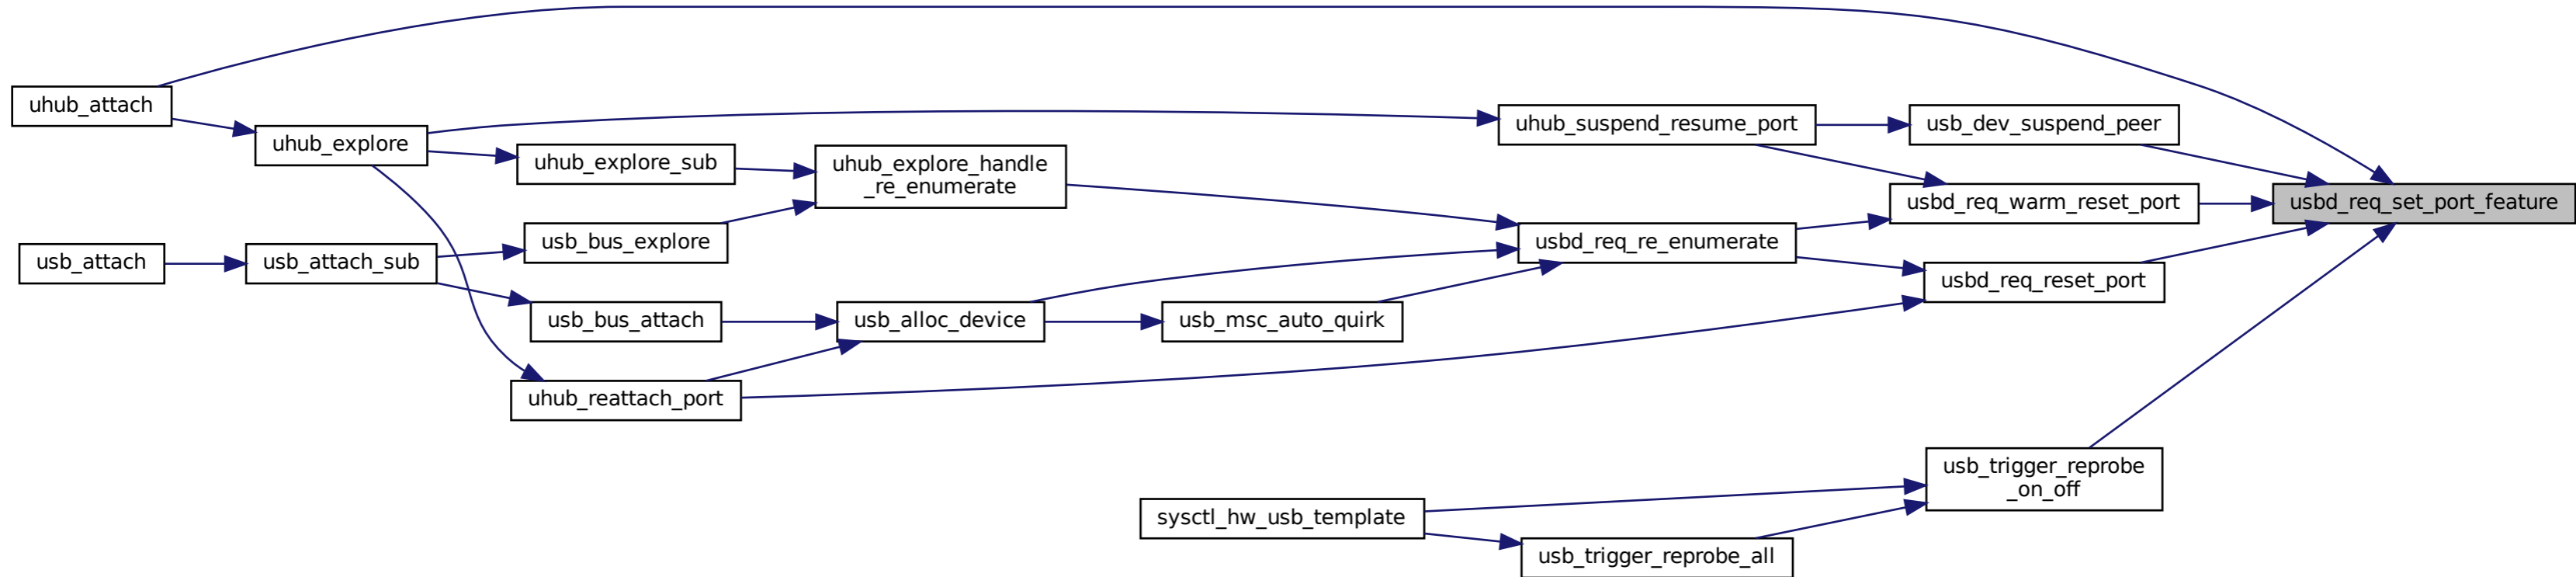 uhub_attach
uhub_explore
uhub_suspend_resume_port
usb_dev_suspend_peer
uhub_explore_sub
uhub_explore_handle
_re_enumerate
usbd_req_warm_reset_port
usbd_req_set_port_feature
usb_attach
usb_attach_sub
usb_bus_explore
usbd_req_re_enumerate
usbd_req_reset_port
usb_bus_attach
usb_alloc_device
usb_msc_auto_quirk
uhub_reattach_port
usb_trigger_reprobe
_on_off
sysctl_hw_usb_template
usb_trigger_reprobe_all